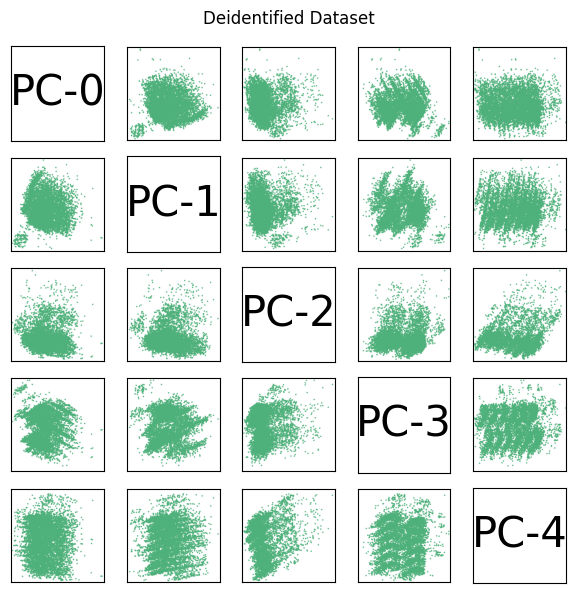 Deidentified Dataset
PC-0
PC-1
PC-2
PC-3
PC-4